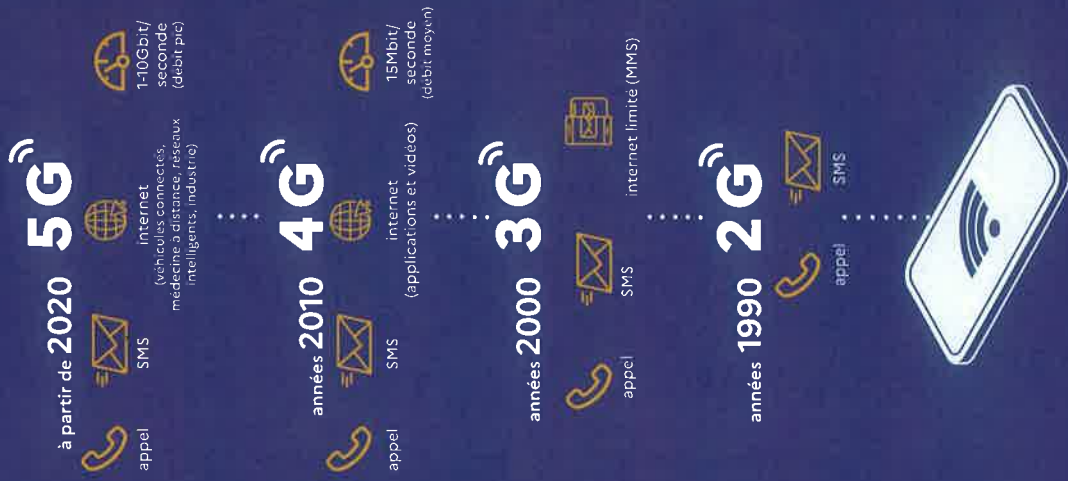 à partir de 2020 5G
appel
SMS
internet
(véhicules connectés,
médecine à distance, réseaux
intelligents, industrie)
1-10Gbit/
seconde
(débit pic)
années 2010 4G
appel
SMS
internet
(applications et vidéos)
15Mbit/
seconde
(débit moyen)
années 2000 3G
appel
SMS
internet limité (MMS)
années 1990 2G
appel
SMS